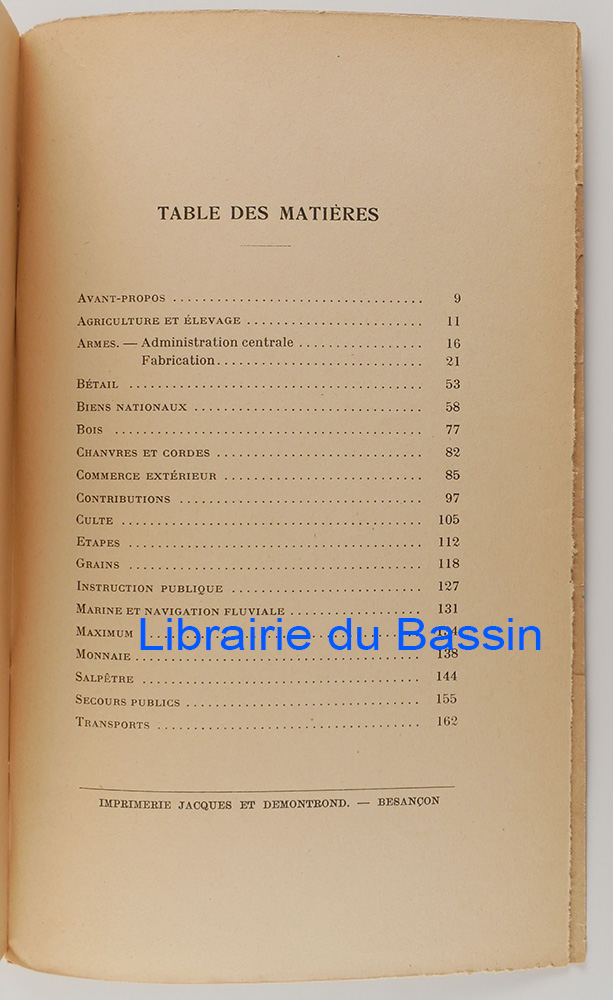 TABLE DES MATIÈRES
AVANT-PROPOS ................................. 9
AGRICULTURE ET ÉLEVAGE ........................ 11
ARMES. — Administration centrale ................. 16
Fabrication............................ 21
BÉTAIL ....................................... 53
BIENS NATIONAUX .............................. 58
BOIS ......................................... 77
CHANVRES ET CORDES ........................... 82
COMMERCE EXTÉRIEUR .......................... 85
CONTRIBUTIONS ................................ 97
CULTE ........................................ 105
ETAPES ....................................... 112
GRAINS ....................................... 118
INSTRUCTION PUBLIQUE ......................... 127
MARINE ET NAVIGATION FLUVIALE .................. 131
MAXIMUM .................................... 134
Librairie du Bassin
MONNAIE ...................................... 138
SALPÊTRE ..................................... 144
SECOURS PUBLICS ............................... 155
TRANSPORTS ................................... 162
IMPRIMERIE JACQUES ET DEMONTROND. — BESANÇON